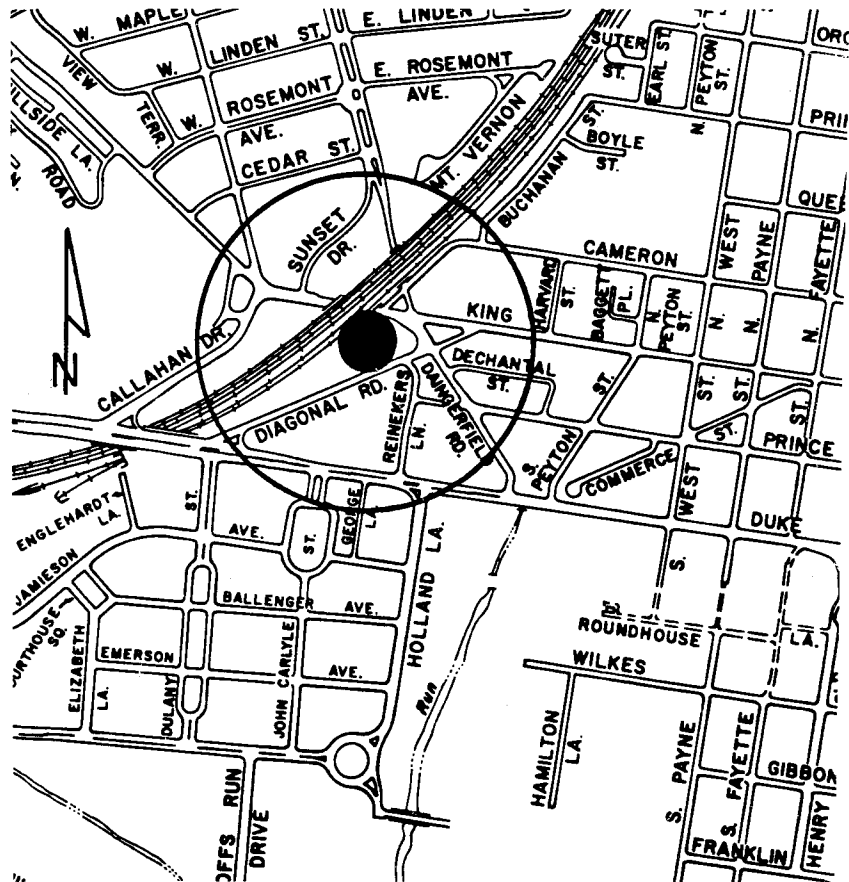 W. MAPLE
E. LINDEN
LINDEN ST.
W.
VIEW
TERR.
E. ROSEMONT
AVE.
W. ROSEMONT
AVE.
CEDAR ST.
LA.
ROAD
MT. VERNON
SUTER
ST.
EARL ST.
N. PEYTON
ST.
BOYLE
ST.
BUCHANAN ST.
SUNSET
DR.
CAMERON
N. WEST ST.
N. PAYNE ST.
N. FAYETTE
HARVARD
ST.
BAGGETT
PL.
N. PEYTON
ST.
KING
CALLAHAN DR.
N
DECHANTAL
ST.
DIAGONAL RD.
REINEKERS
LN.
RD.
S. PEYTON ST.
COMMERCE ST.
ST.
PRINCE
S. WEST
DUKE
ENGLEHARDT
LA.
JAMIESON
AVE.
ST.
ST.
GEORGE
HOLLAND LA.
BALLENGER AVE.
SQ.
ELIZABETH
LA.
EMERSON
AVE.
DULANY
JOHN CARLYLE
Run
ROUNDHOUSE LA.
WILKES
HAMILTON
LA.
S. PAYNE
S. FAYETTE
HENRY
FRANKLIN
RUN
DRIVE